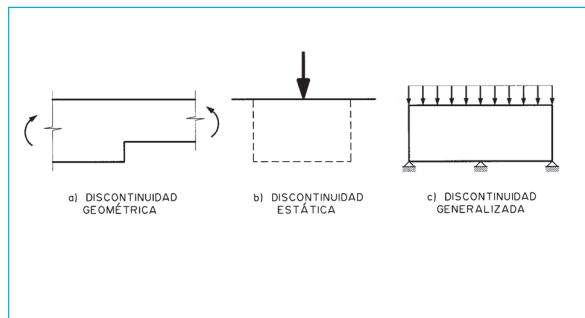 a) DISCONTINUIDAD
GEOMÉTRICA
b) DISCONTINUIDAD
ESTÁTICA
c) DISCONTINUIDAD
GENERALIZADA